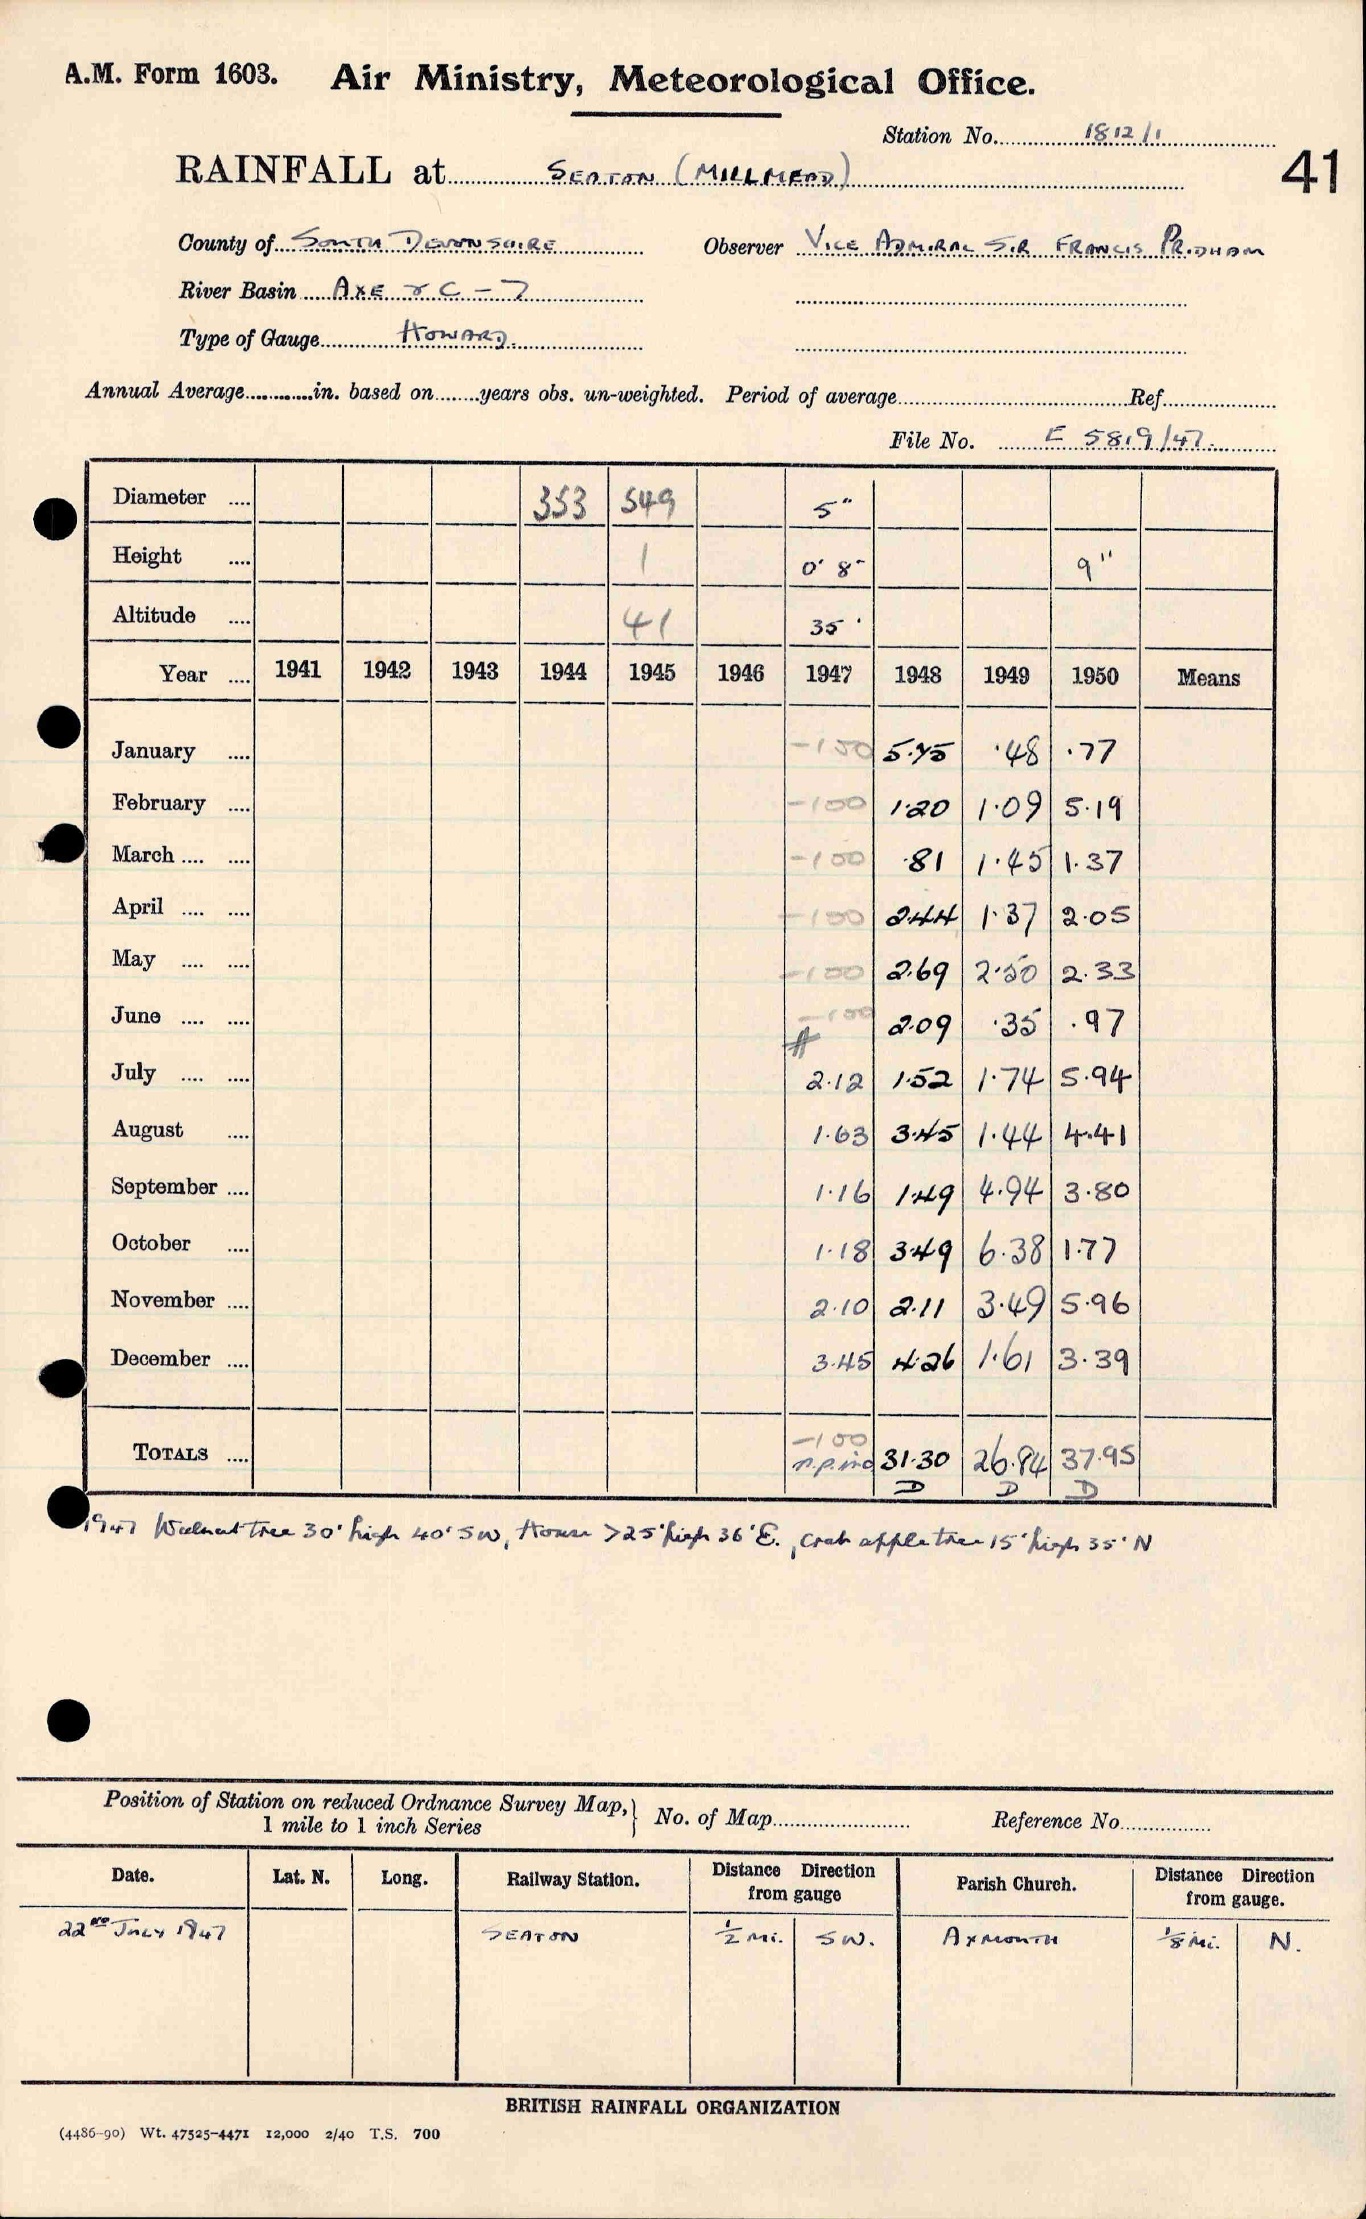 A.M. Form 1603. Air Ministry, Meteorological Office.
Station No. 1812/1
41
RAINFALL at SEATON (MILLMEAD)
County of SOUTH DEVONSHIRE Observer VICE ADMIRAL SIR FRANCIS PRIDHAM
River Basin AXE & C - 7
Type of Gauge HOWARD.
Annual Average............in. based on........years obs. un-weighted. Period of average.......... Ref..........
File No. E 5819/47.
Diameter .... 353 549 5"
Height .... 1 0' 8" 9"
Altitude .... 41 35'
Year .... 1941 1942 1943 1944 1945 1946 1947 1948 1949 1950 Means
January .... -100 5.75 .48 .77
February .... -100 1.20 1.09 5.19
March .... .... -100 .81 1.45 1.37
April .... .... -100 2.44 1.37 2.05
May .... .... -100 2.69 2.50 2.33
June .... .... -100 2.09 .35 .97
July .... .... 2.12 1.52 1.74 5.94
August .... 1.63 3.45 1.44 4.41
September .... 1.16 1.49 4.94 3.80
October .... 1.18 3.49 6.38 1.77
November .... 2.10 2.11 3.49 5.96
December .... 3.45 4.26 1.61 3.39
TOTALS .... -100 31.30 26.84 37.95
D D D
1947 Walnut tree 30' high 40' SW, House >25' high 36' E., crab apple tree 15' high 35' N
Position of Station on reduced Ordnance Survey Map, 1 mile to 1 inch Series } No. of Map.......... Reference No..........
Date. Lat. N. Long. Railway Station. Distance Direction from gauge Parish Church. Distance Direction from gauge.
22ND JULY 1947 SEATON 1/2 MI. SW. AXMOUTH 1/8 MI. N.
BRITISH RAINFALL ORGANIZATION
(4486-90) Wt. 47525-4471 12,000 2/40 T.S. 700